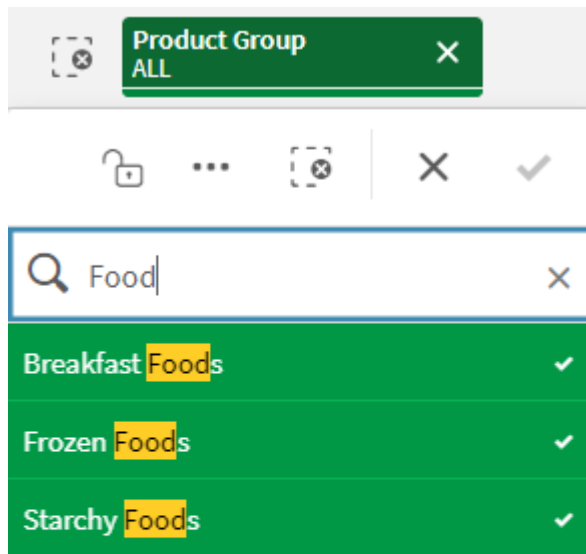 Product Group
ALL
Food
Breakfast Foods
Frozen Foods
Starchy Foods